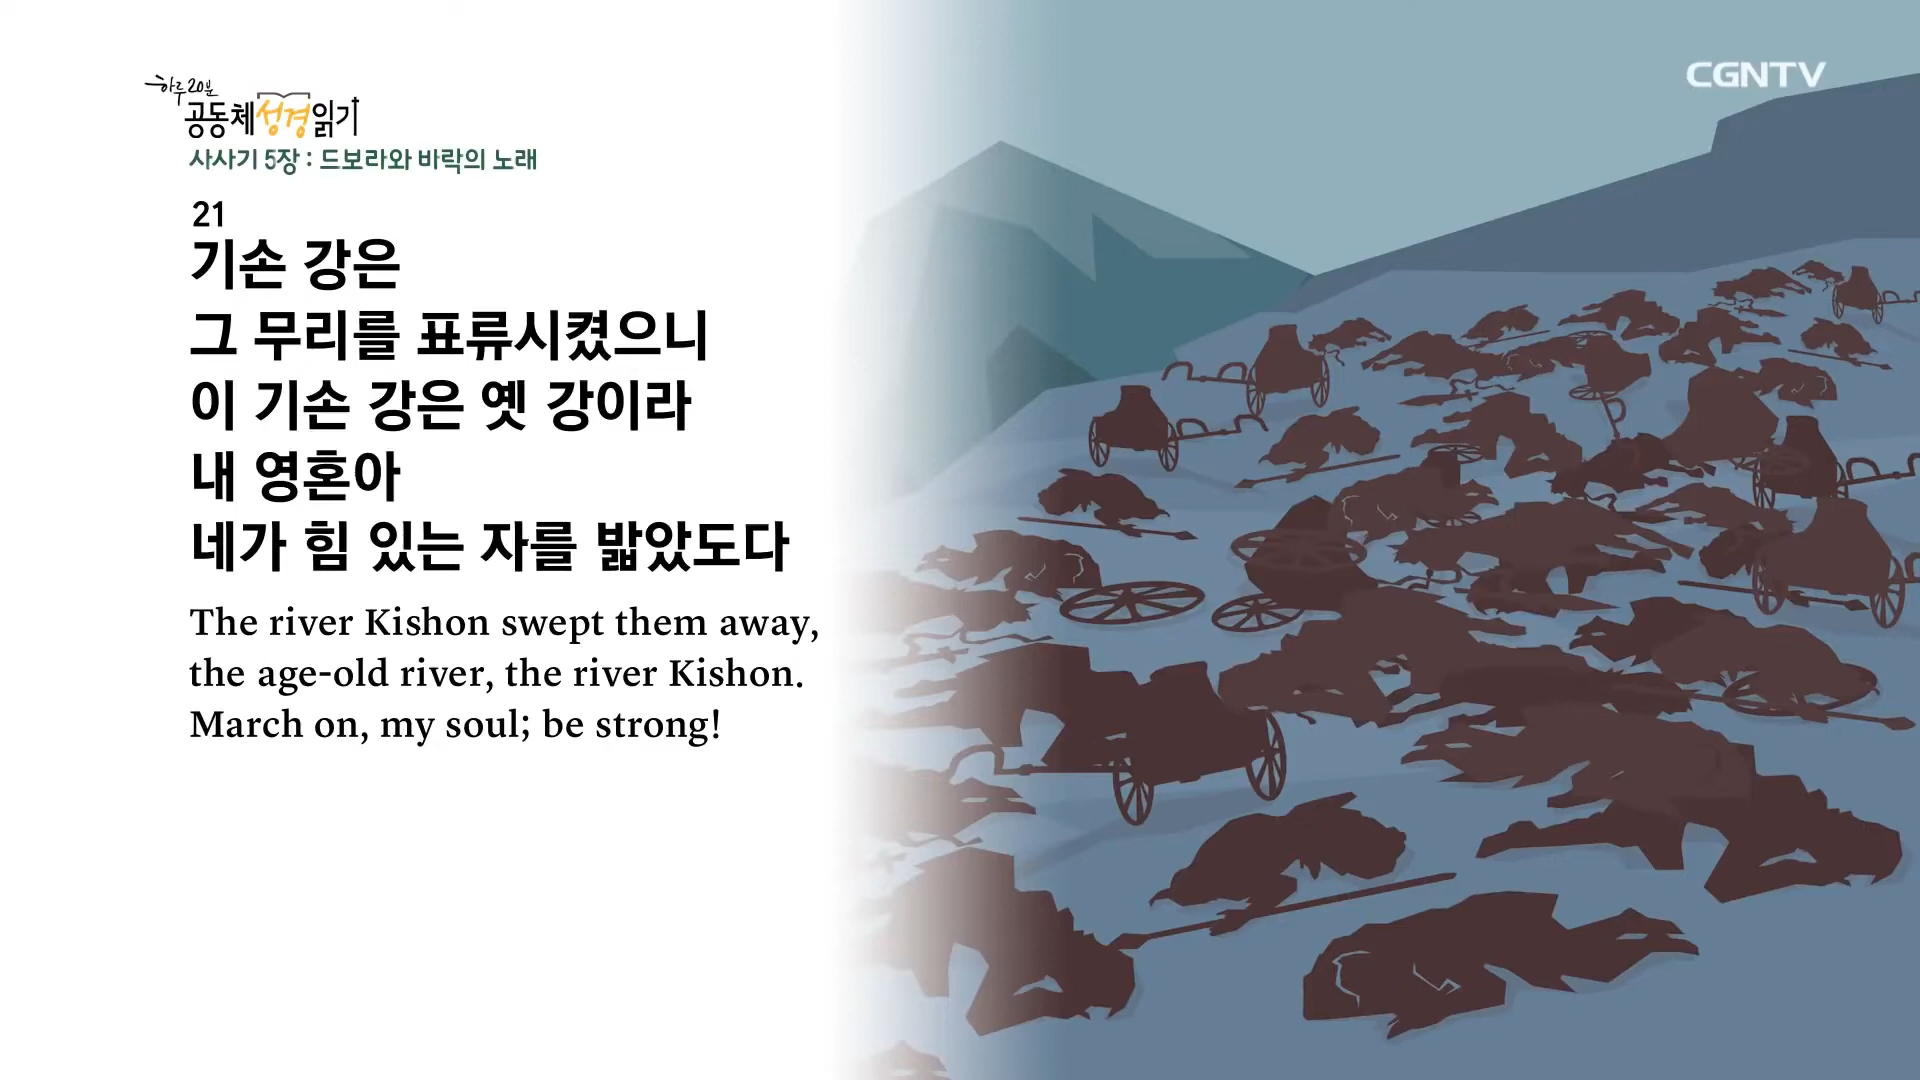 하루 20분
공동체성경읽기
CGNTV
사사기 5장 : 드보라와 바락의 노래
21
기손 강은
그 무리를 표류시켰으니
이 기손 강은 옛 강이라
내 영혼아
네가 힘 있는 자를 밟았도다
The river Kishon swept them away,
the age-old river, the river Kishon.
March on, my soul; be strong!